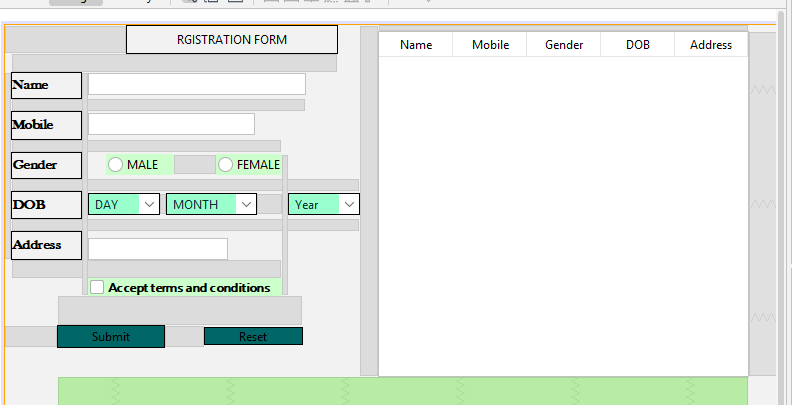 RGISTRATION FORM
Name Mobile Gender DOB Address
Name
Mobile
Gender MALE FEMALE
DOB DAY MONTH Year
Address
Accept terms and conditions
Submit Reset